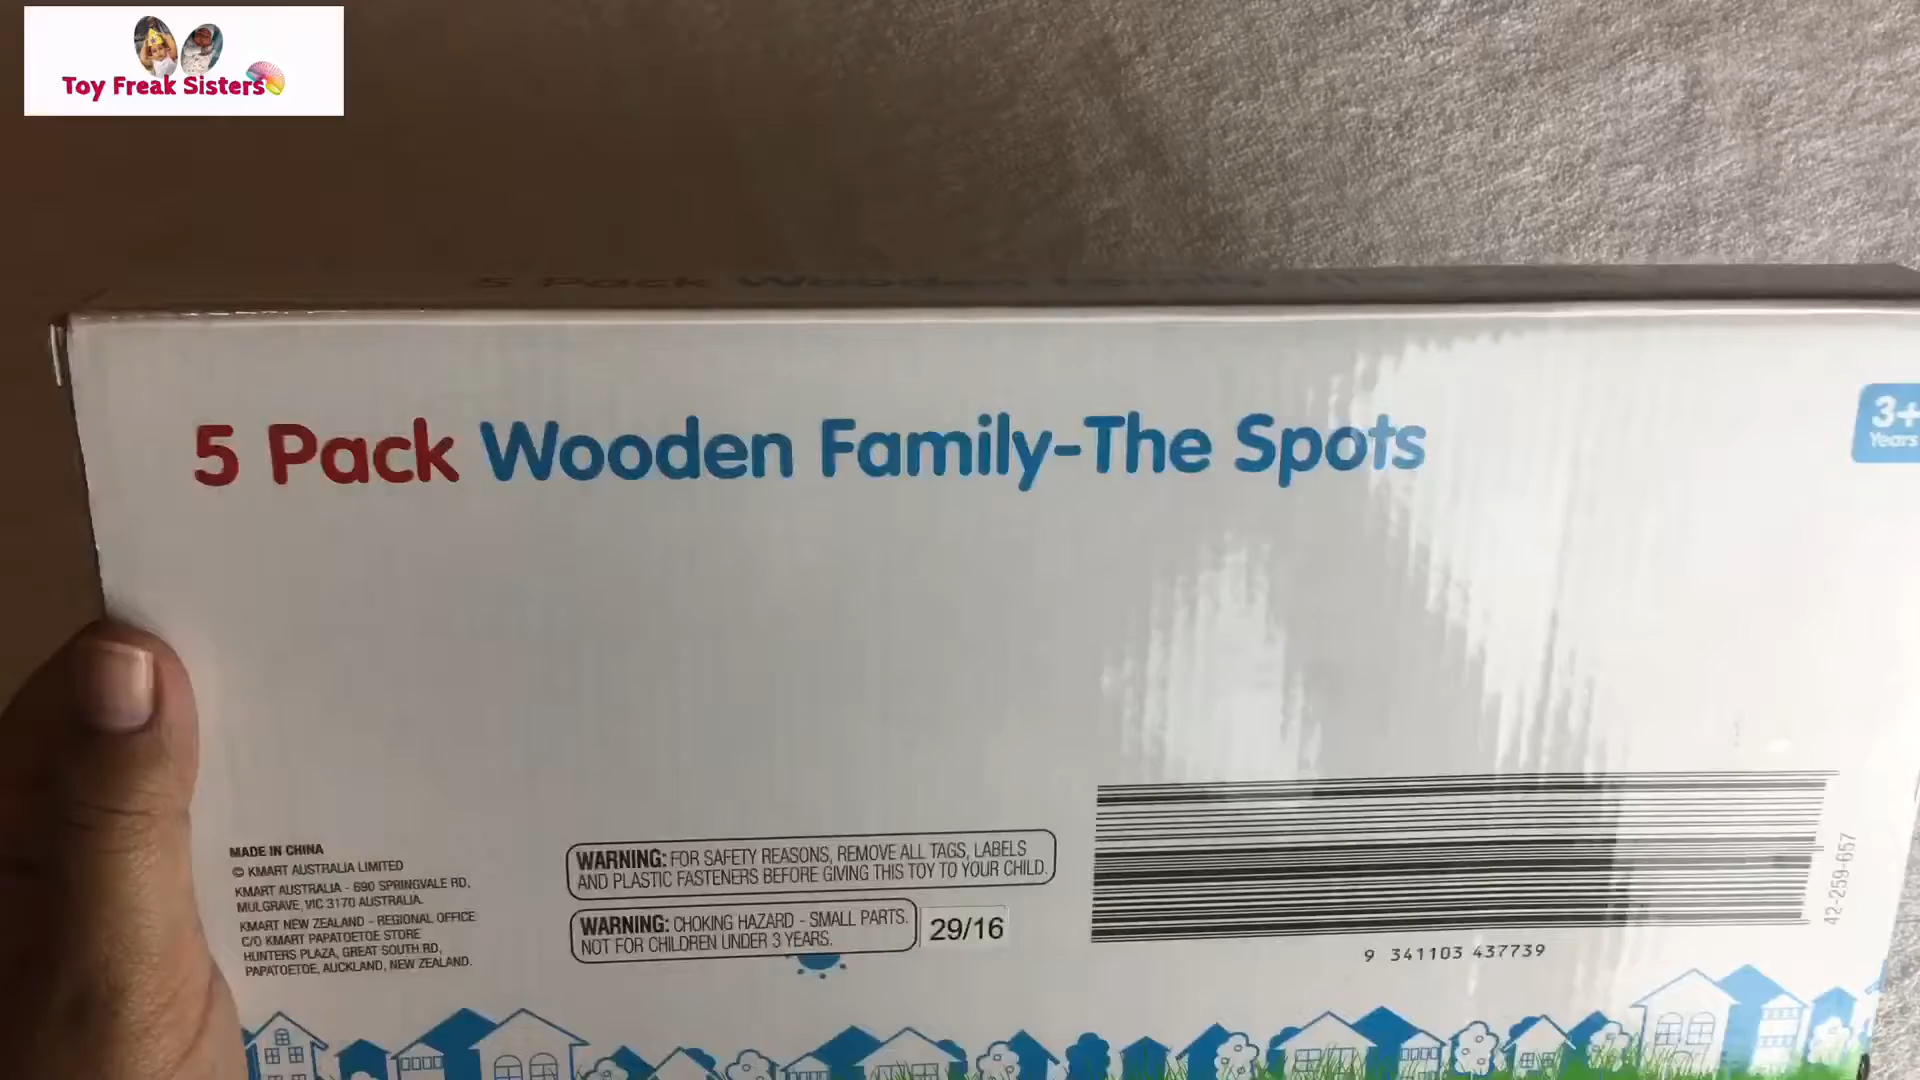 Toy Freak Sisters
5 Pack Wooden Family
5 Pack Wooden Family-The Spots
3+
Years
MADE IN CHINA
© KMART AUSTRALIA LIMITED
KMART AUSTRALIA - 690 SPRINGVALE RD,
MULGRAVE, VIC 3170 AUSTRALIA.
KMART NEW ZEALAND - REGIONAL OFFICE
C/O KMART PAPATOETOE STORE
HUNTERS PLAZA, GREAT SOUTH RD,
PAPATOETOE, AUCKLAND, NEW ZEALAND.
WARNING: FOR SAFETY REASONS, REMOVE ALL TAGS, LABELS
AND PLASTIC FASTENERS BEFORE GIVING THIS TOY TO YOUR CHILD.
WARNING: CHOKING HAZARD - SMALL PARTS.
NOT FOR CHILDREN UNDER 3 YEARS.
29/16
42-259-657
9 341103 437739